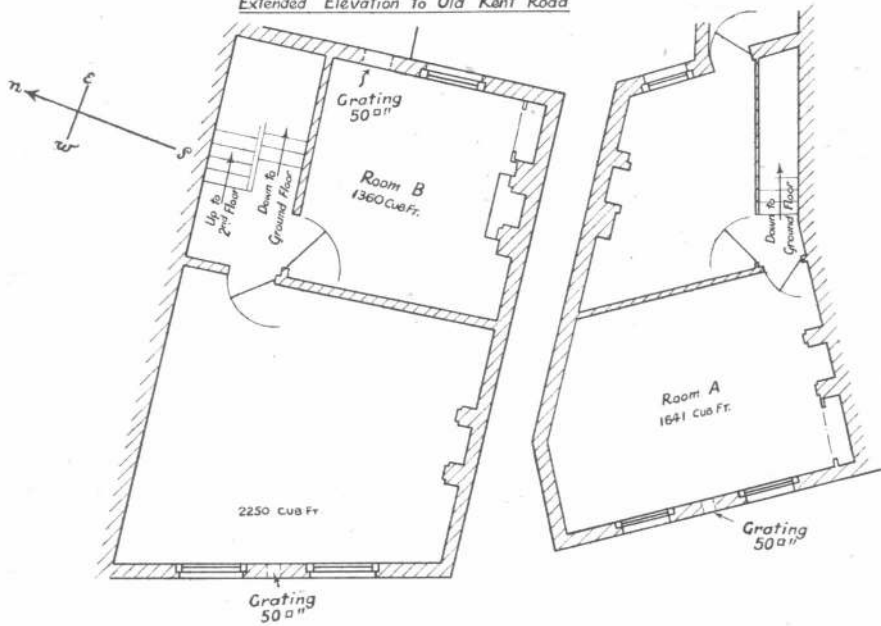 Extended Elevation to Old Kent Road
n
E
w
S
Grating
50 □"
Up to
2nd Floor
Down to
Ground Floor
Room B
1360 CUB FT.
2250 CUB FT
Grating
50 □"
Down to
Ground Floor
Room A
1641 CUB FT.
Grating
50 □"